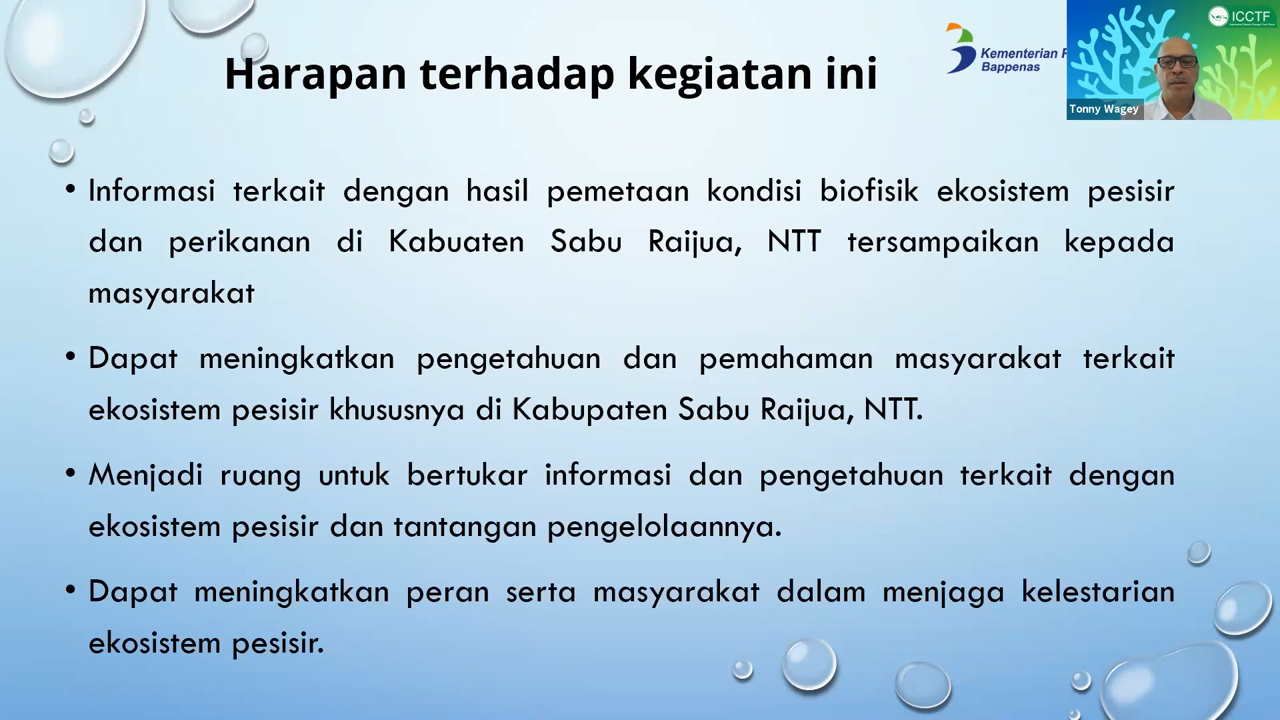 Harapan terhadap kegiatan ini
Kementerian
Bappenas
ICCTF
Tonny Wagey
• Informasi terkait dengan hasil pemetaan kondisi biofisik ekosistem pesisir
dan perikanan di Kabuaten Sabu Raijua, NTT tersampaikan kepada
masyarakat
• Dapat meningkatkan pengetahuan dan pemahaman masyarakat terkait
ekosistem pesisir khususnya di Kabupaten Sabu Raijua, NTT.
• Menjadi ruang untuk bertukar informasi dan pengetahuan terkait dengan
ekosistem pesisir dan tantangan pengelolaannya.
• Dapat meningkatkan peran serta masyarakat dalam menjaga kelestarian
ekosistem pesisir.